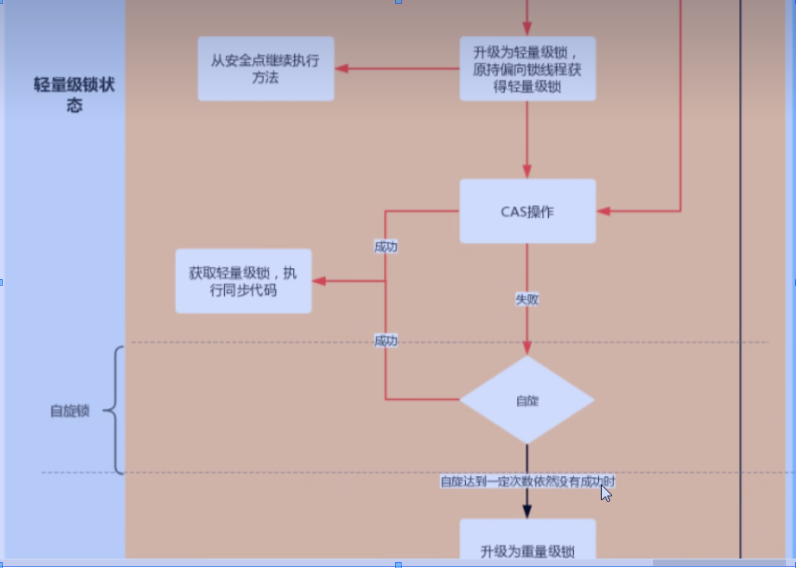 轻量级锁状
态
从安全点继续执行
方法
升级为轻量级锁，
原持偏向锁线程获
得轻量级锁
CAS操作
成功
获取轻量级锁，执
行同步代码
失败
成功
自旋锁
自旋
自旋达到一定次数依然没有成功时
升级为重量级锁